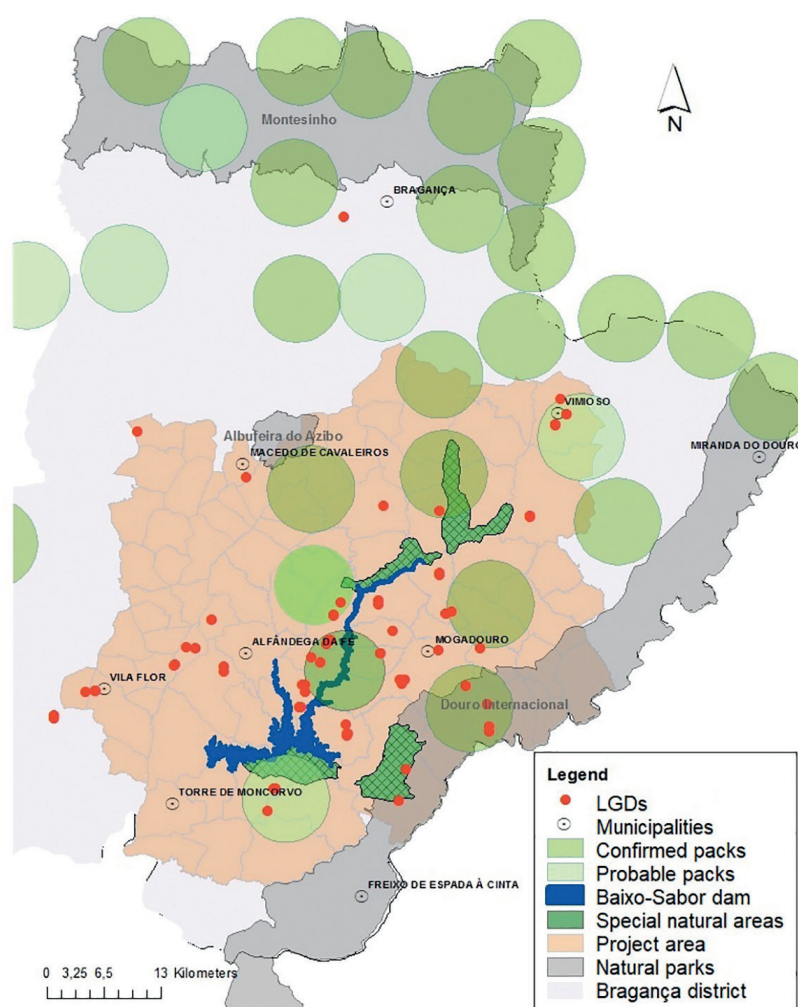 Montesinho
N
BRAGANÇA
VIMIOSO
Albufeira do Azibo
MACEDO DE CAVALEIROS
MIRANDA DO DOURO
ALFÂNDEGA DA FE
MOGADOURO
VILA FLOR
Douro Internacional
TORRE DE MONCORVO
FREIXO DE ESPADA À CINTA
Legend
LGDs
Municipalities
Confirmed packs
Probable packs
Baixo-Sabor dam
Special natural areas
Project area
Natural parks
Bragança district
0 3,25 6,5 13 Kilometers